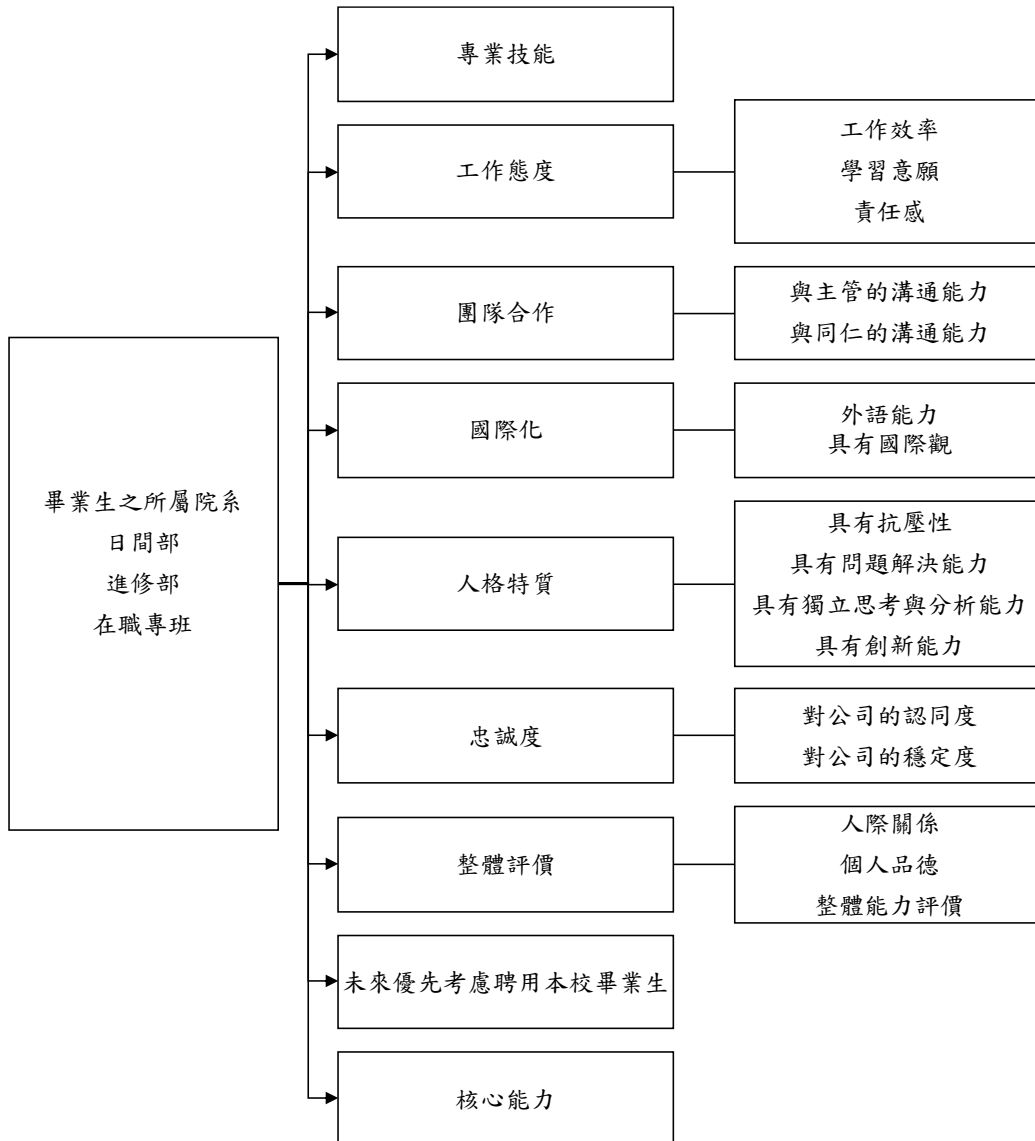 畢業生之所屬院系
日間部
進修部
在職專班
專業技能
工作態度
工作效率
學習意願
責任感
團隊合作
與主管的溝通能力
與同仁的溝通能力
國際化
外語能力
具有國際觀
人格特質
具有抗壓性
具有問題解決能力
具有獨立思考與分析能力
具有創新能力
忠誠度
對公司的認同度
對公司的穩定度
整體評價
人際關係
個人品德
整體能力評價
未來優先考慮聘用本校畢業生
核心能力